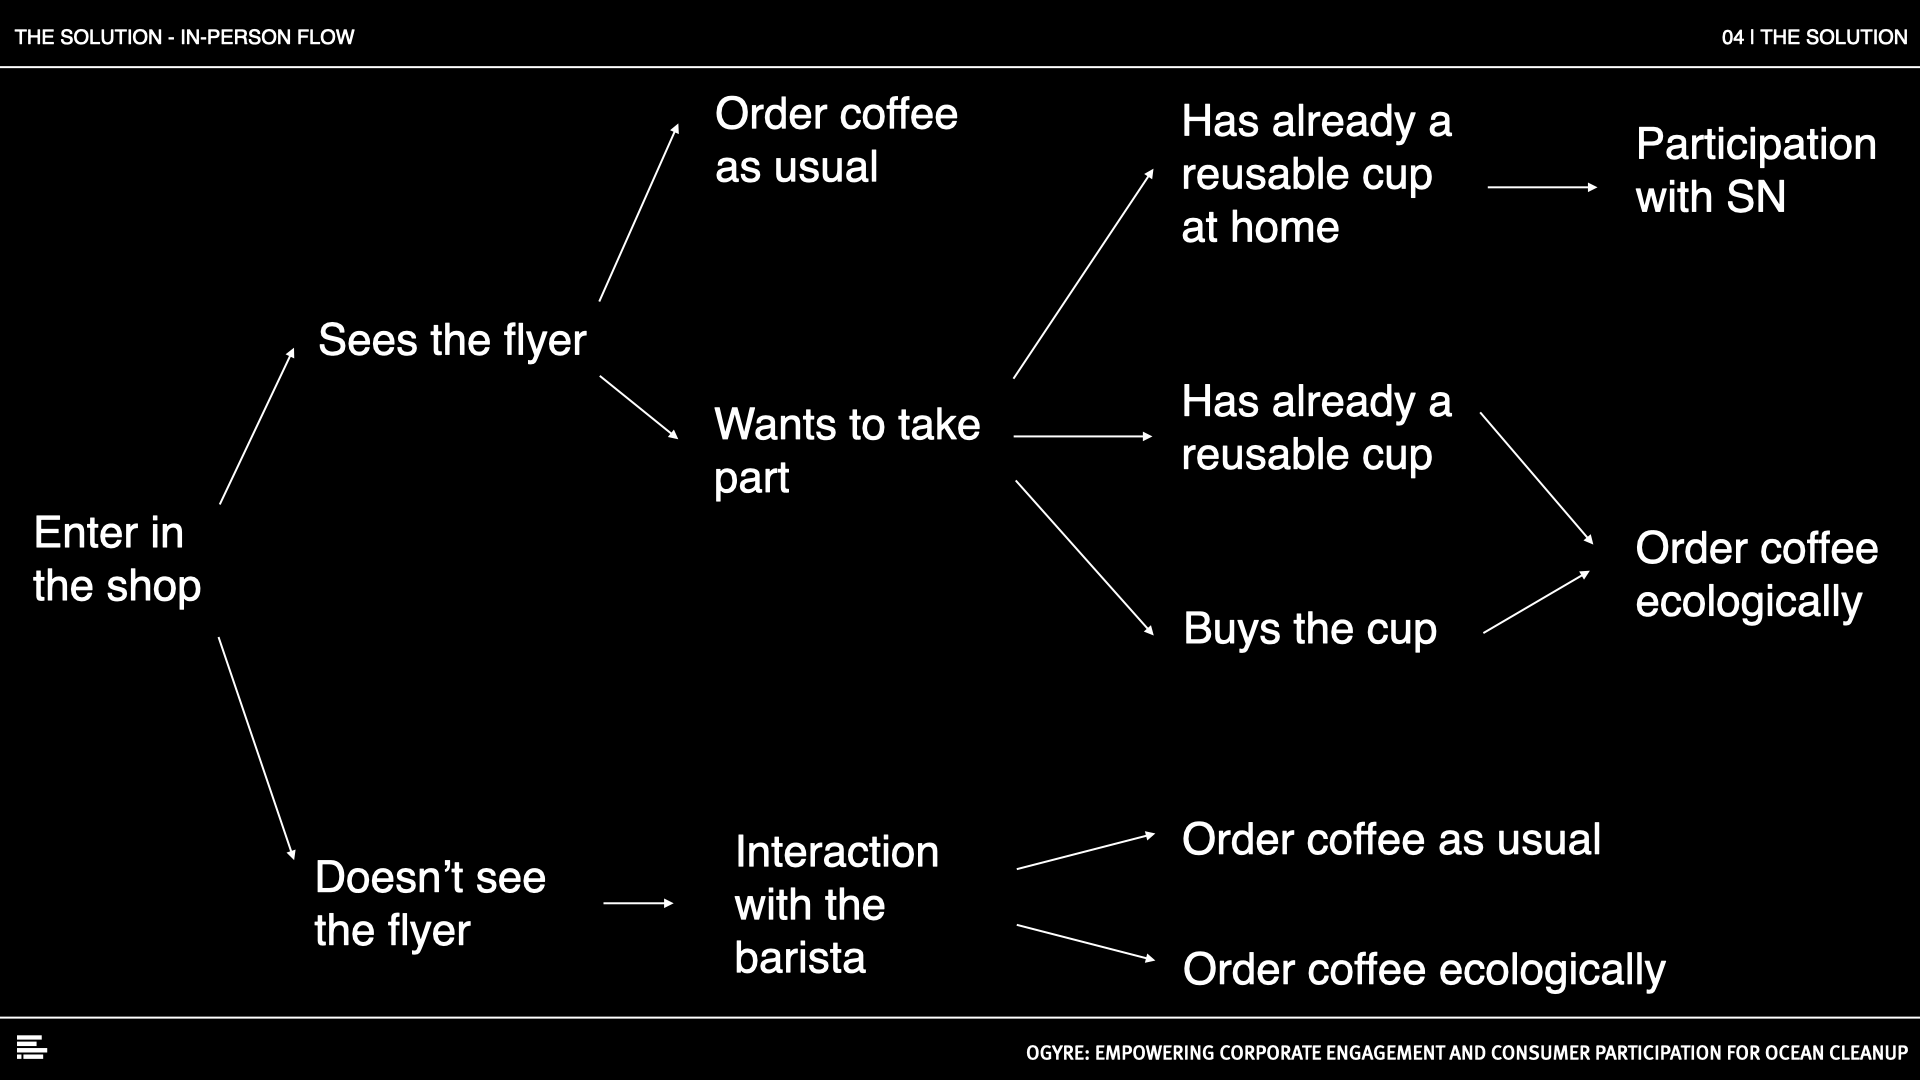 THE SOLUTION - IN-PERSON FLOW
04 | THE SOLUTION
Order coffee
as usual
Has already a
reusable cup
at home
Participation
with SN
Sees the flyer
Wants to take
part
Has already a
reusable cup
Enter in
the shop
Order coffee
ecologically
Buys the cup
Doesn’t see
the flyer
Interaction
with the
barista
Order coffee as usual
Order coffee ecologically
OGYRE: EMPOWERING CORPORATE ENGAGEMENT AND CONSUMER PARTICIPATION FOR OCEAN CLEANUP